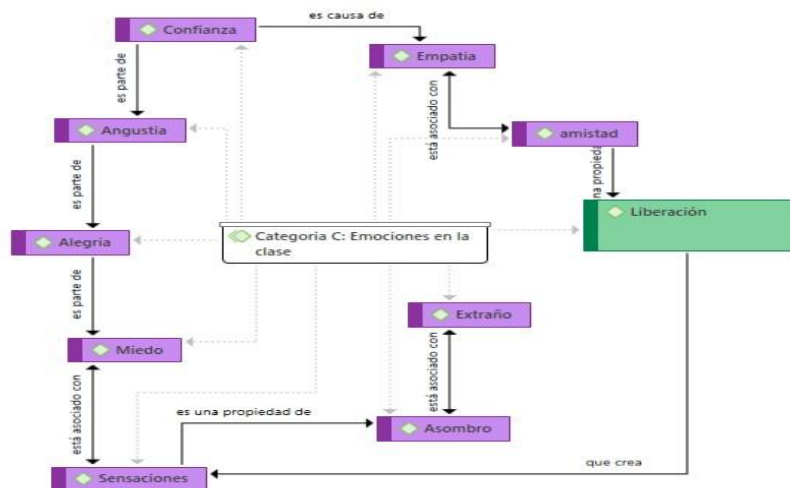 es causa de
Confianza
Empatia
es parte de
está asociado con
Angustia
amistad
na propieda
es parte de
Liberación
Categoria C: Emociones en la
clase
Alegria
es parte de
Extraño
Miedo
está asociado con
está asociado con
es una propiedad de
Asombro
que crea
Sensaciones